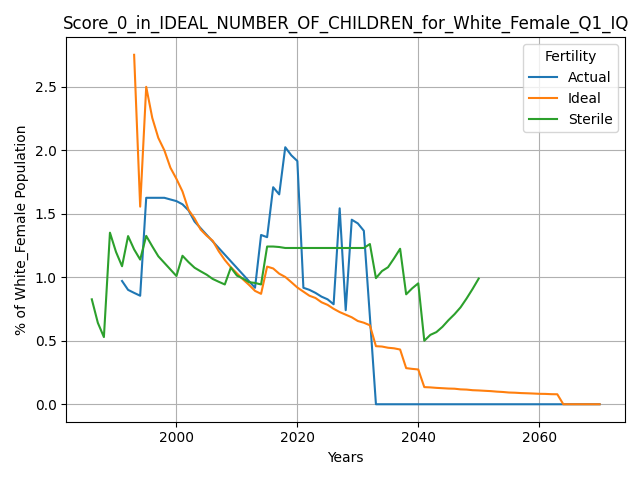 Score_0_in_IDEAL_NUMBER_OF_CHILDREN_for_White_Female_Q1_IQ
Fertility
Actual
Ideal
Sterile
% of White_Female Population
2.5
2.0
1.5
1.0
0.5
0.0
2000
2020
2040
2060
Years